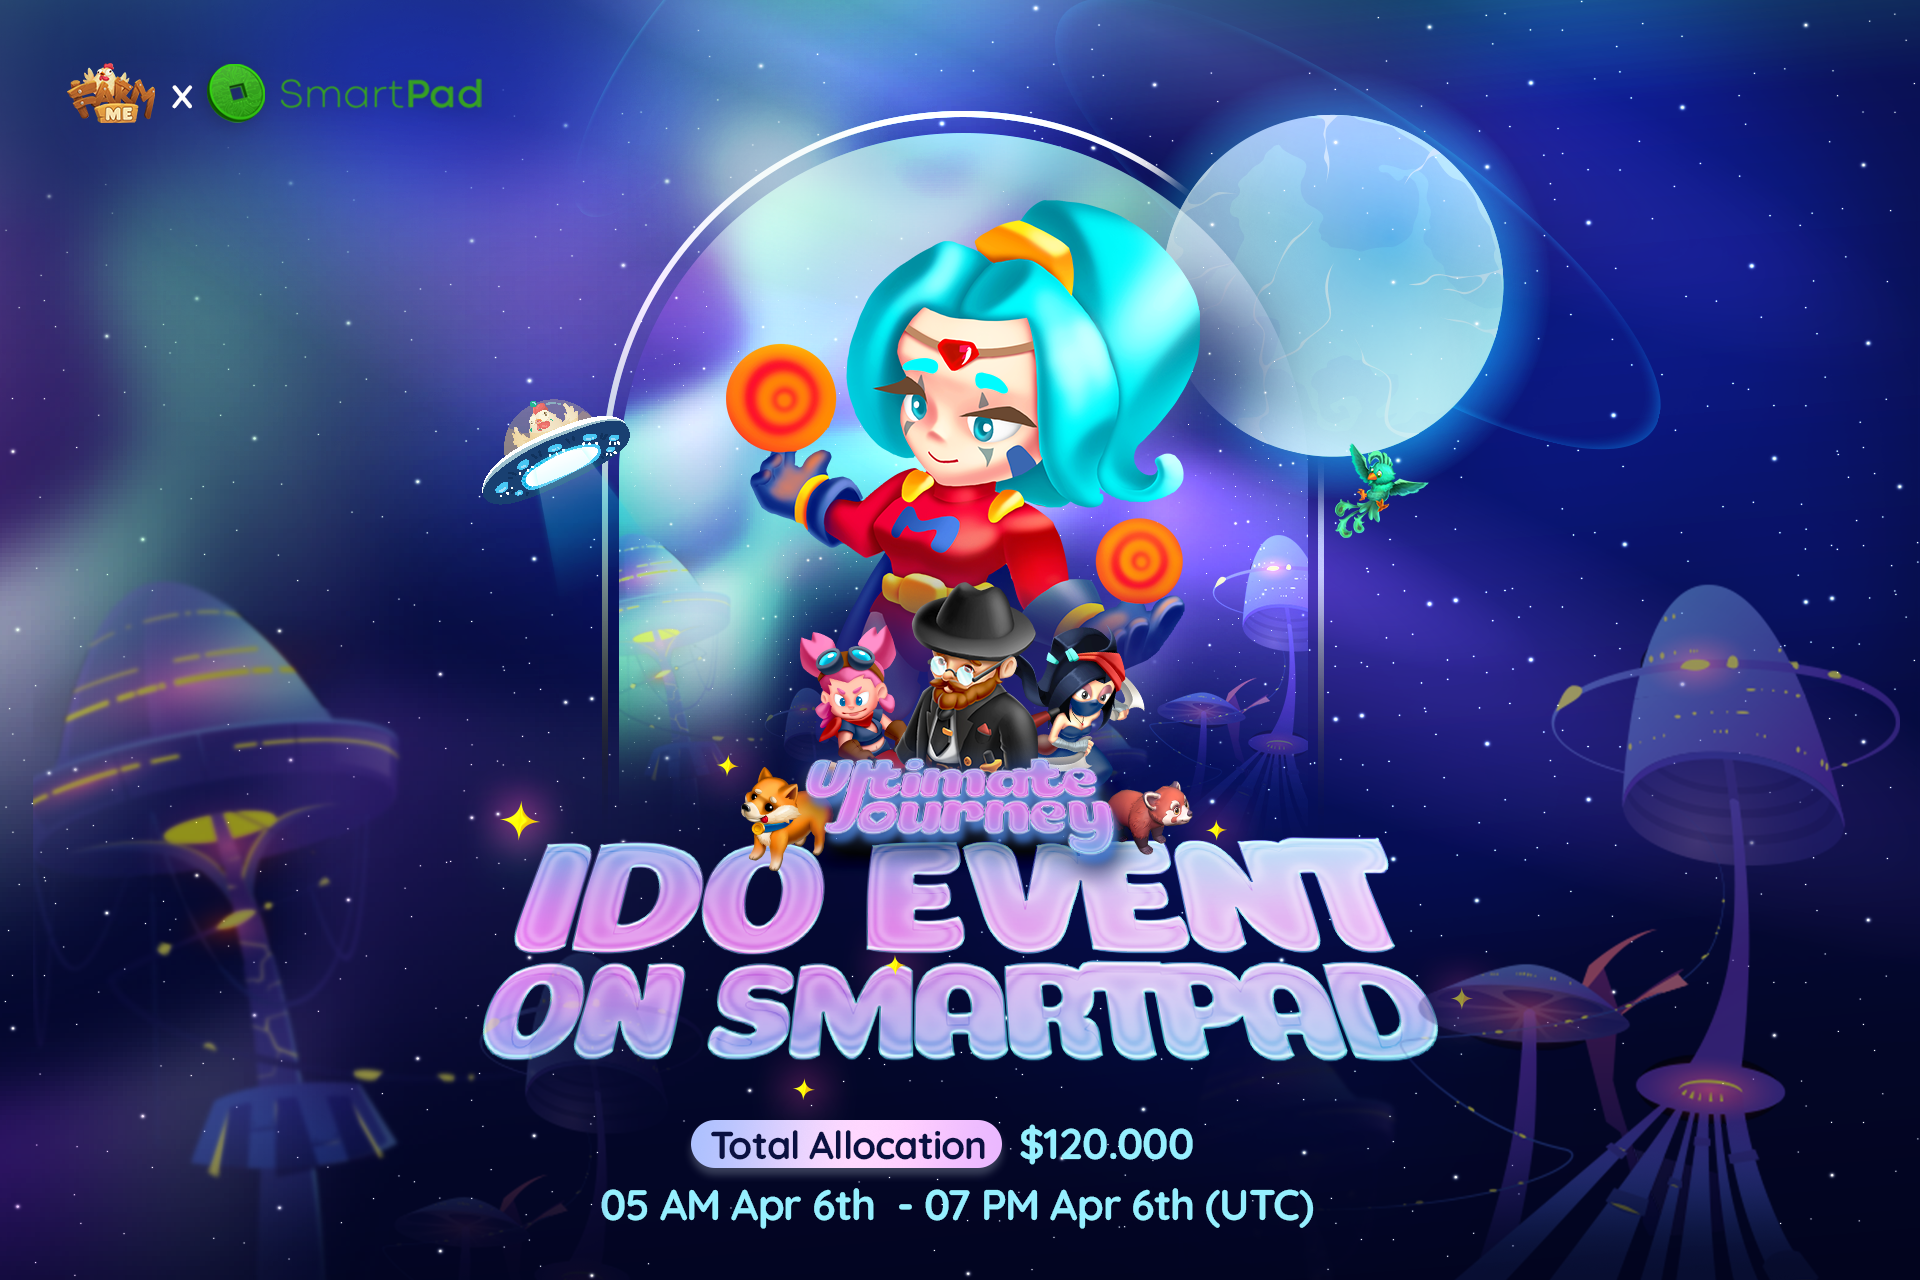 FARM ME x SmartPad
M
Ultimate
Journey
IDO EVENT
ON SMARTPAD
Total Allocation $120.000
05 AM Apr 6th - 07 PM Apr 6th (UTC)